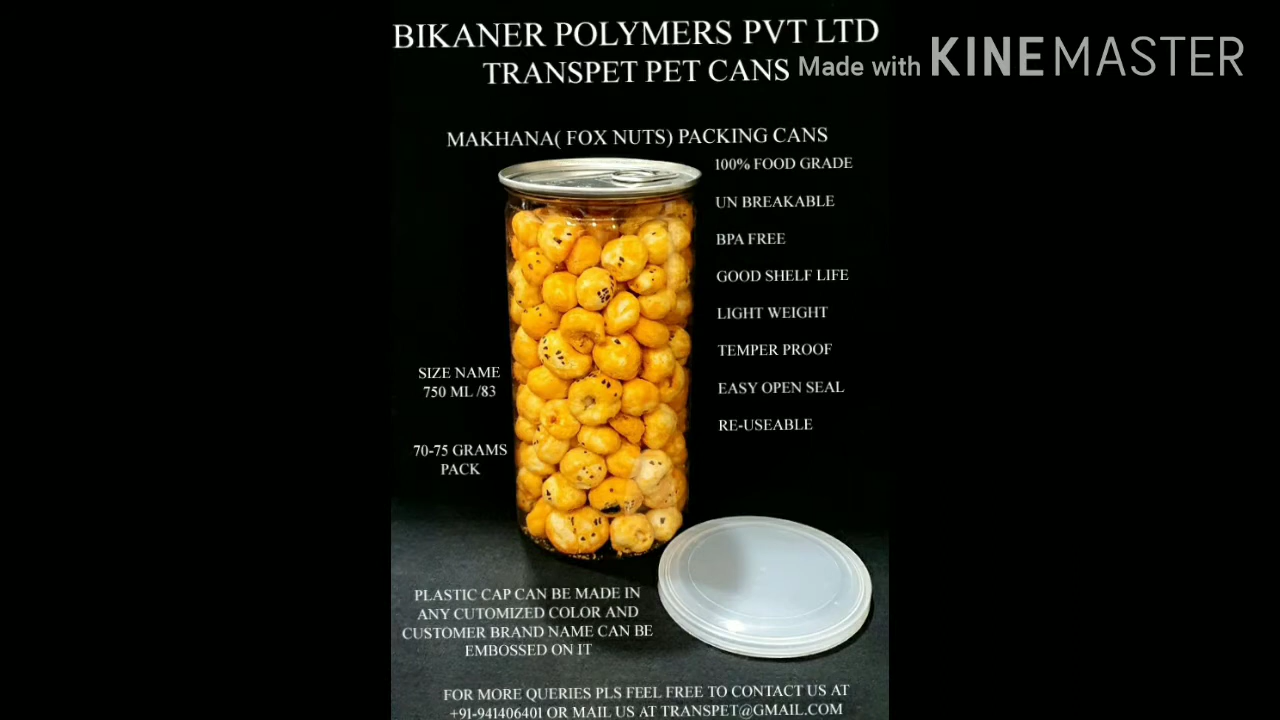 BIKANER POLYMERS PVT LTD
TRANSPET PET CANS
Made with KINEMASTER
MAKHANA( FOX NUTS) PACKING CANS
100% FOOD GRADE
UN BREAKABLE
BPA FREE
GOOD SHELF LIFE
LIGHT WEIGHT
TEMPER PROOF
EASY OPEN SEAL
RE-USEABLE
SIZE NAME
750 ML /83
70-75 GRAMS
PACK
PLASTIC CAP CAN BE MADE IN
ANY CUTOMIZED COLOR AND
CUSTOMER BRAND NAME CAN BE
EMBOSSED ON IT
FOR MORE QUERIES PLS FEEL FREE TO CONTACT US AT
+91-941406401 OR MAIL US AT TRANSPET@GMAIL.COM